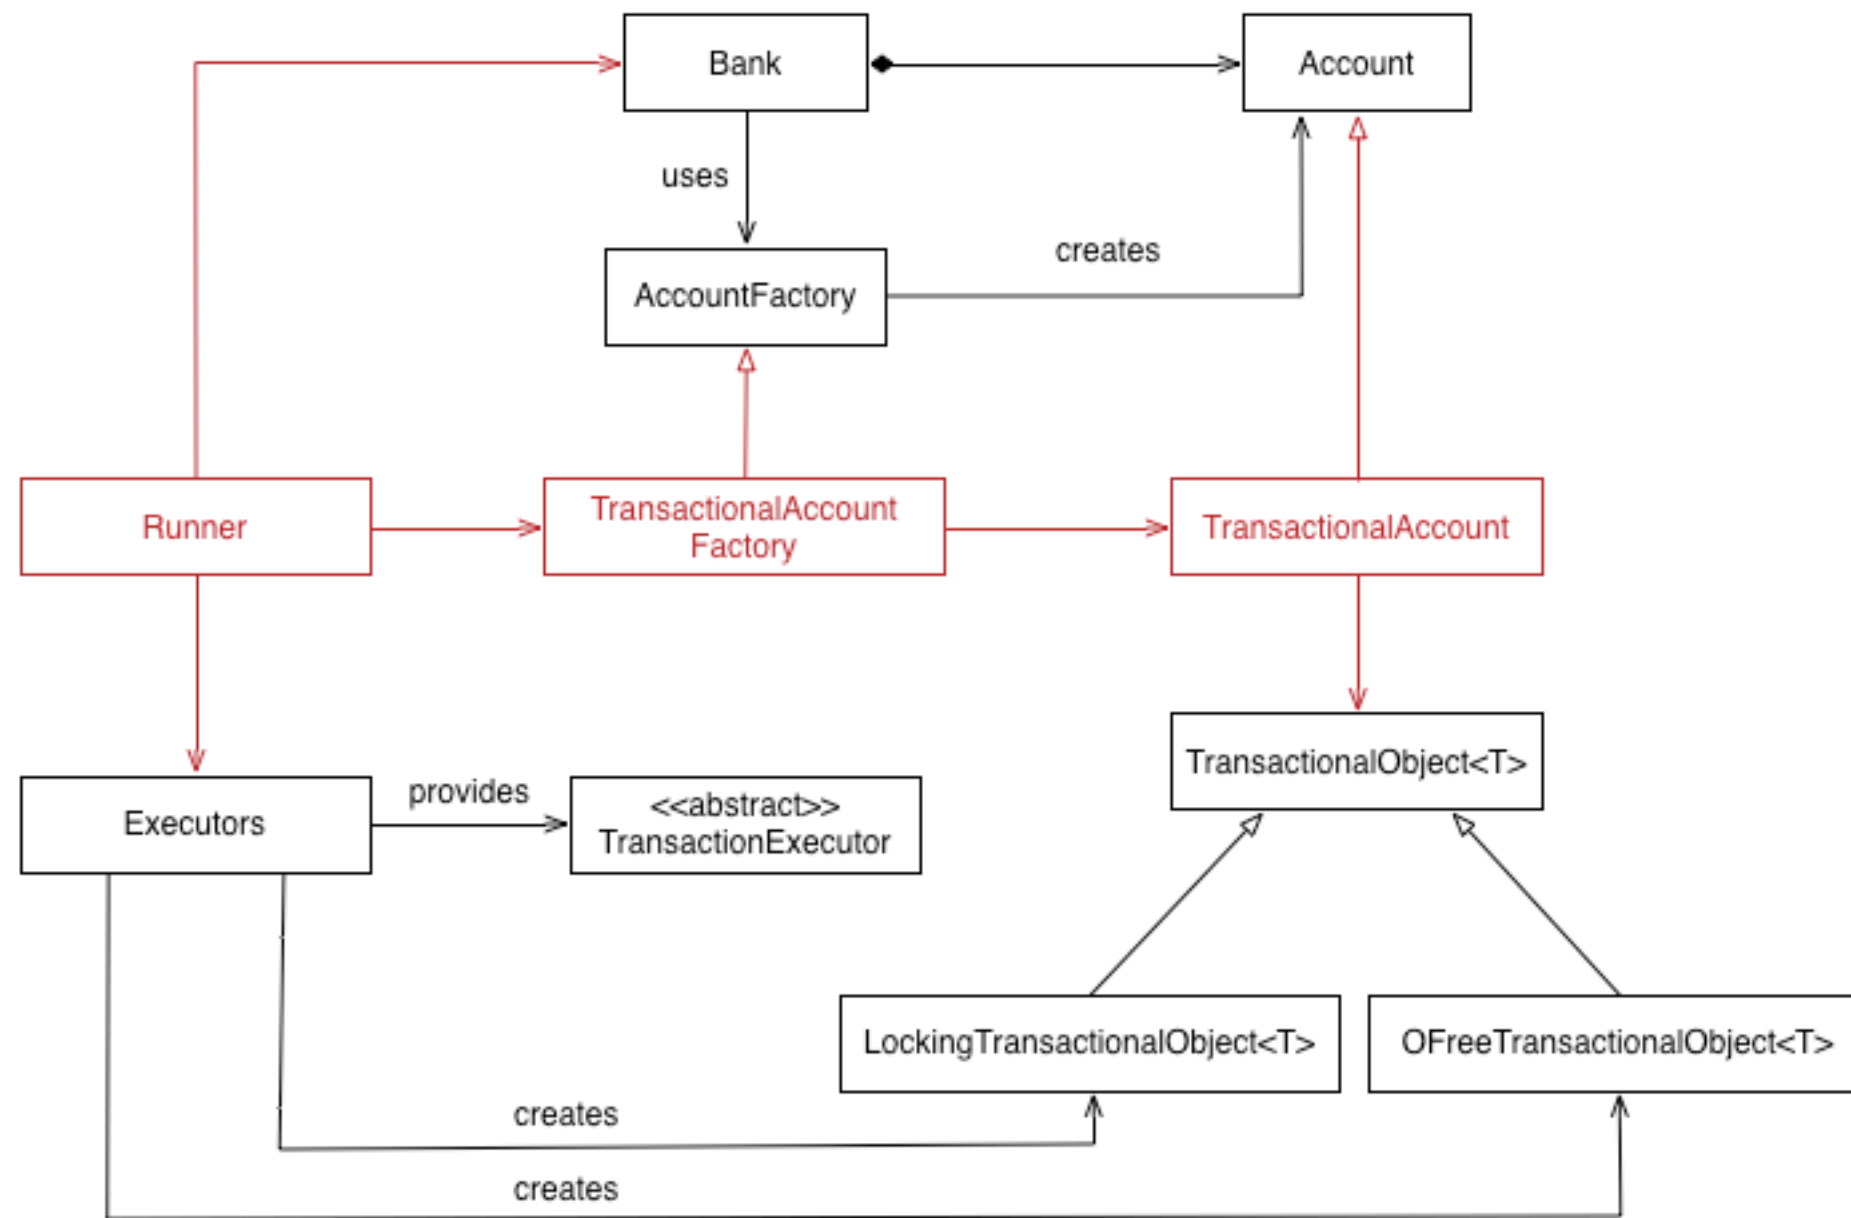 Bank
Account
uses
creates
AccountFactory
Runner
TransactionalAccount
Factory
TransactionalAccount
TransactionalObject<T>
provides
Executors
<<abstract>>
TransactionExecutor
LockingTransactionalObject<T>
OFreeTransactionalObject<T>
creates
creates